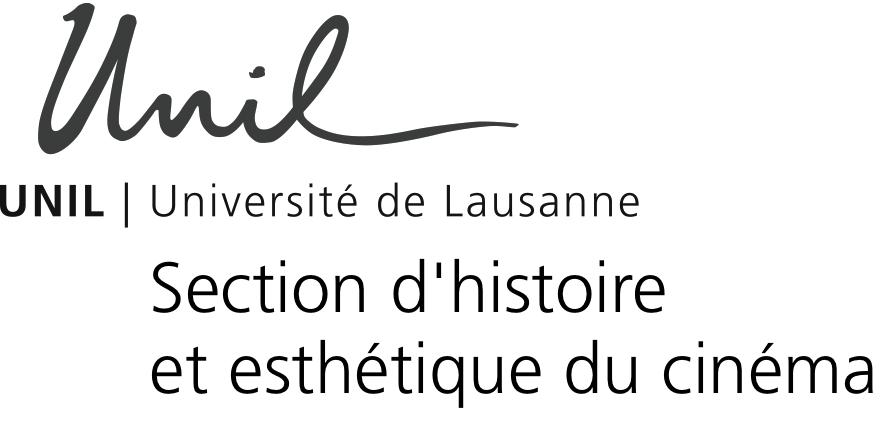 Unil
UNIL | Université de Lausanne
Section d'histoire
et esthétique du cinéma